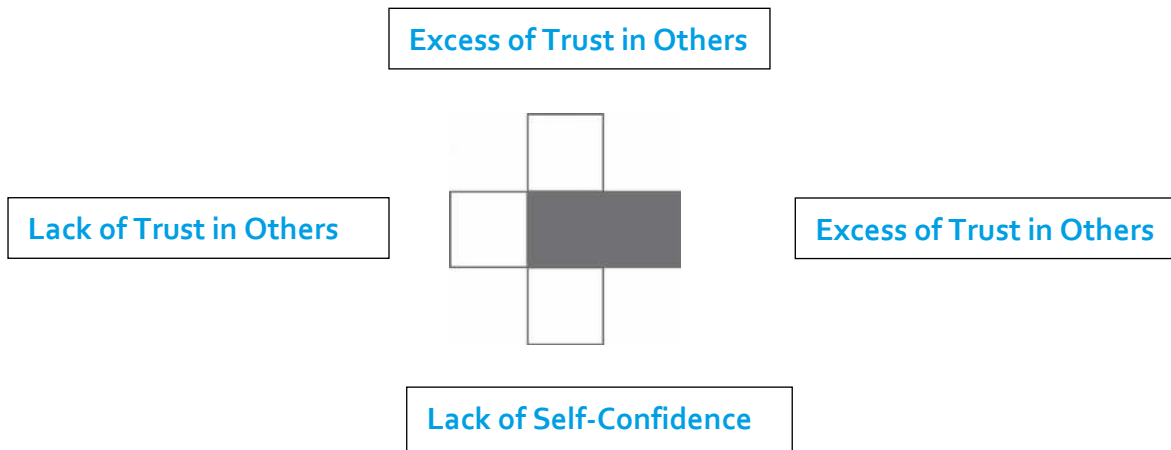 Excess of Trust in Others
Lack of Trust in Others
Excess of Trust in Others
Lack of Self-Confidence